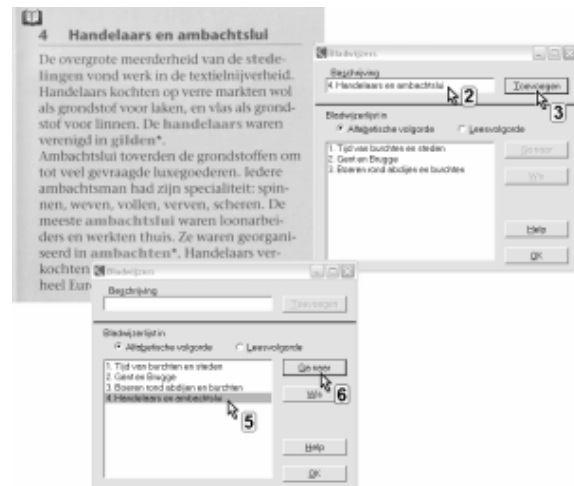 4 Handelaars en ambachtslui
De overgrote meerderheid van de stede-
lingen vond werk in de textielnijverheid.
Handelaars kochten op verre markten wol
als grondstof voor laken, en vlas als grond-
stof voor linnen. De handelaars waren
verenigd in gilden*.
Ambachtslui toverden de grondstoffen om
tot veel gevraagde luxegoederen. Iedere
ambachtsman had zijn specialiteit: spin-
nen, weven, vollen, verven, scheren. De
meeste ambachtslui waren loonarbei-
ders en werkten thuis. Ze waren georgani-
seerd in ambachten*. Handelaars ver-
kochten
heel Eur
Bladwijzers
Beschrijving
4. Handelaars en ambachtslui
2
Toevoegen
3
Bladwijzerlijst in
Alfabetische volgorde
Leesvolgorde
1. Tijd van burchten en steden
2. Gent en Brugge
3. Boeren rond abdijen en burchten
Ga naar
Wis
Help
OK
Bladwijzers
Beschrijving
Toevoegen
Bladwijzerlijst in
Alfabetische volgorde
Leesvolgorde
1. Tijd van burchten en steden
2. Gent en Brugge
3. Boeren rond abdijen en burchten
4. Handelaars en ambachtslui
5
Ga naar
6
Wis
Help
OK